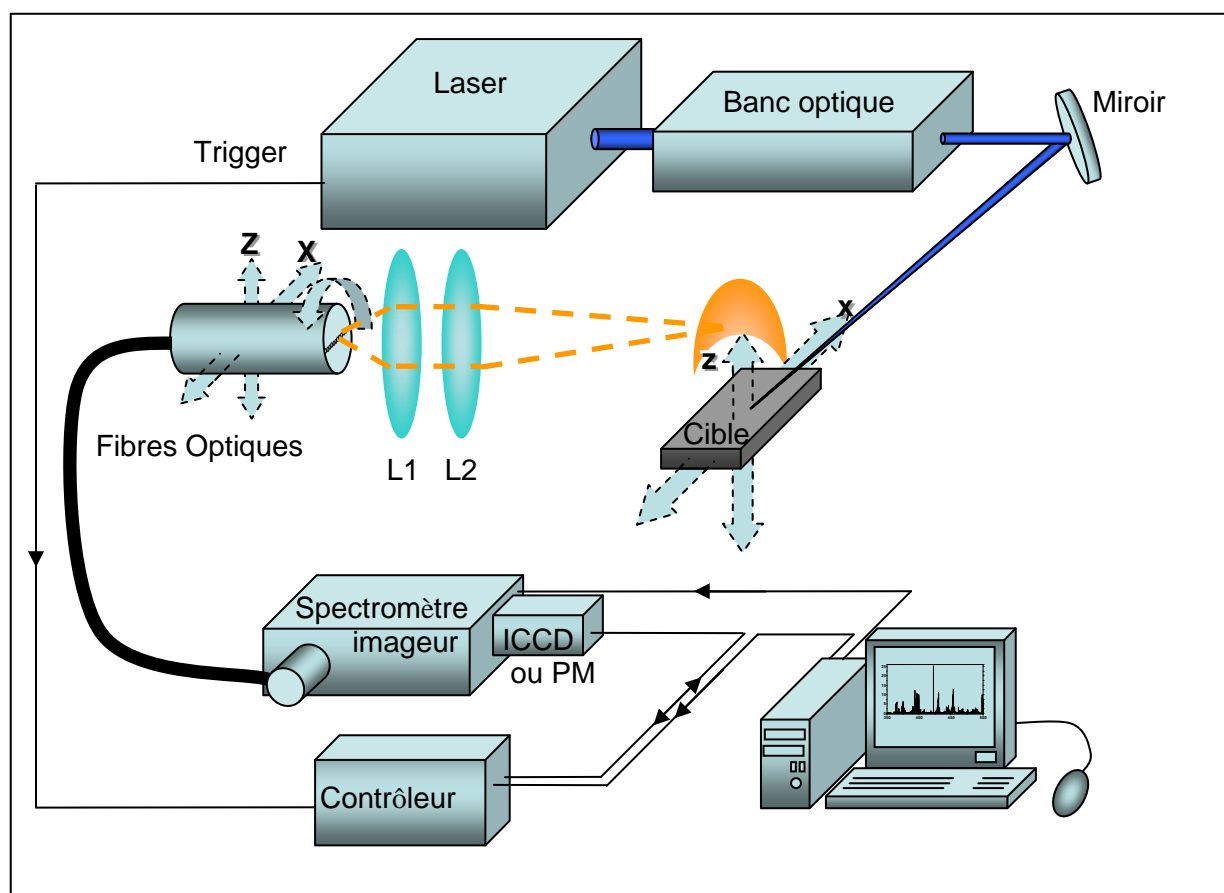 Laser
Banc optique
Miroir
Trigger
Z
X
x
z
Cible
Fibres Optiques
L1
L2
Spectromètre
imageur
ICCD
ou PM
Contrôleur